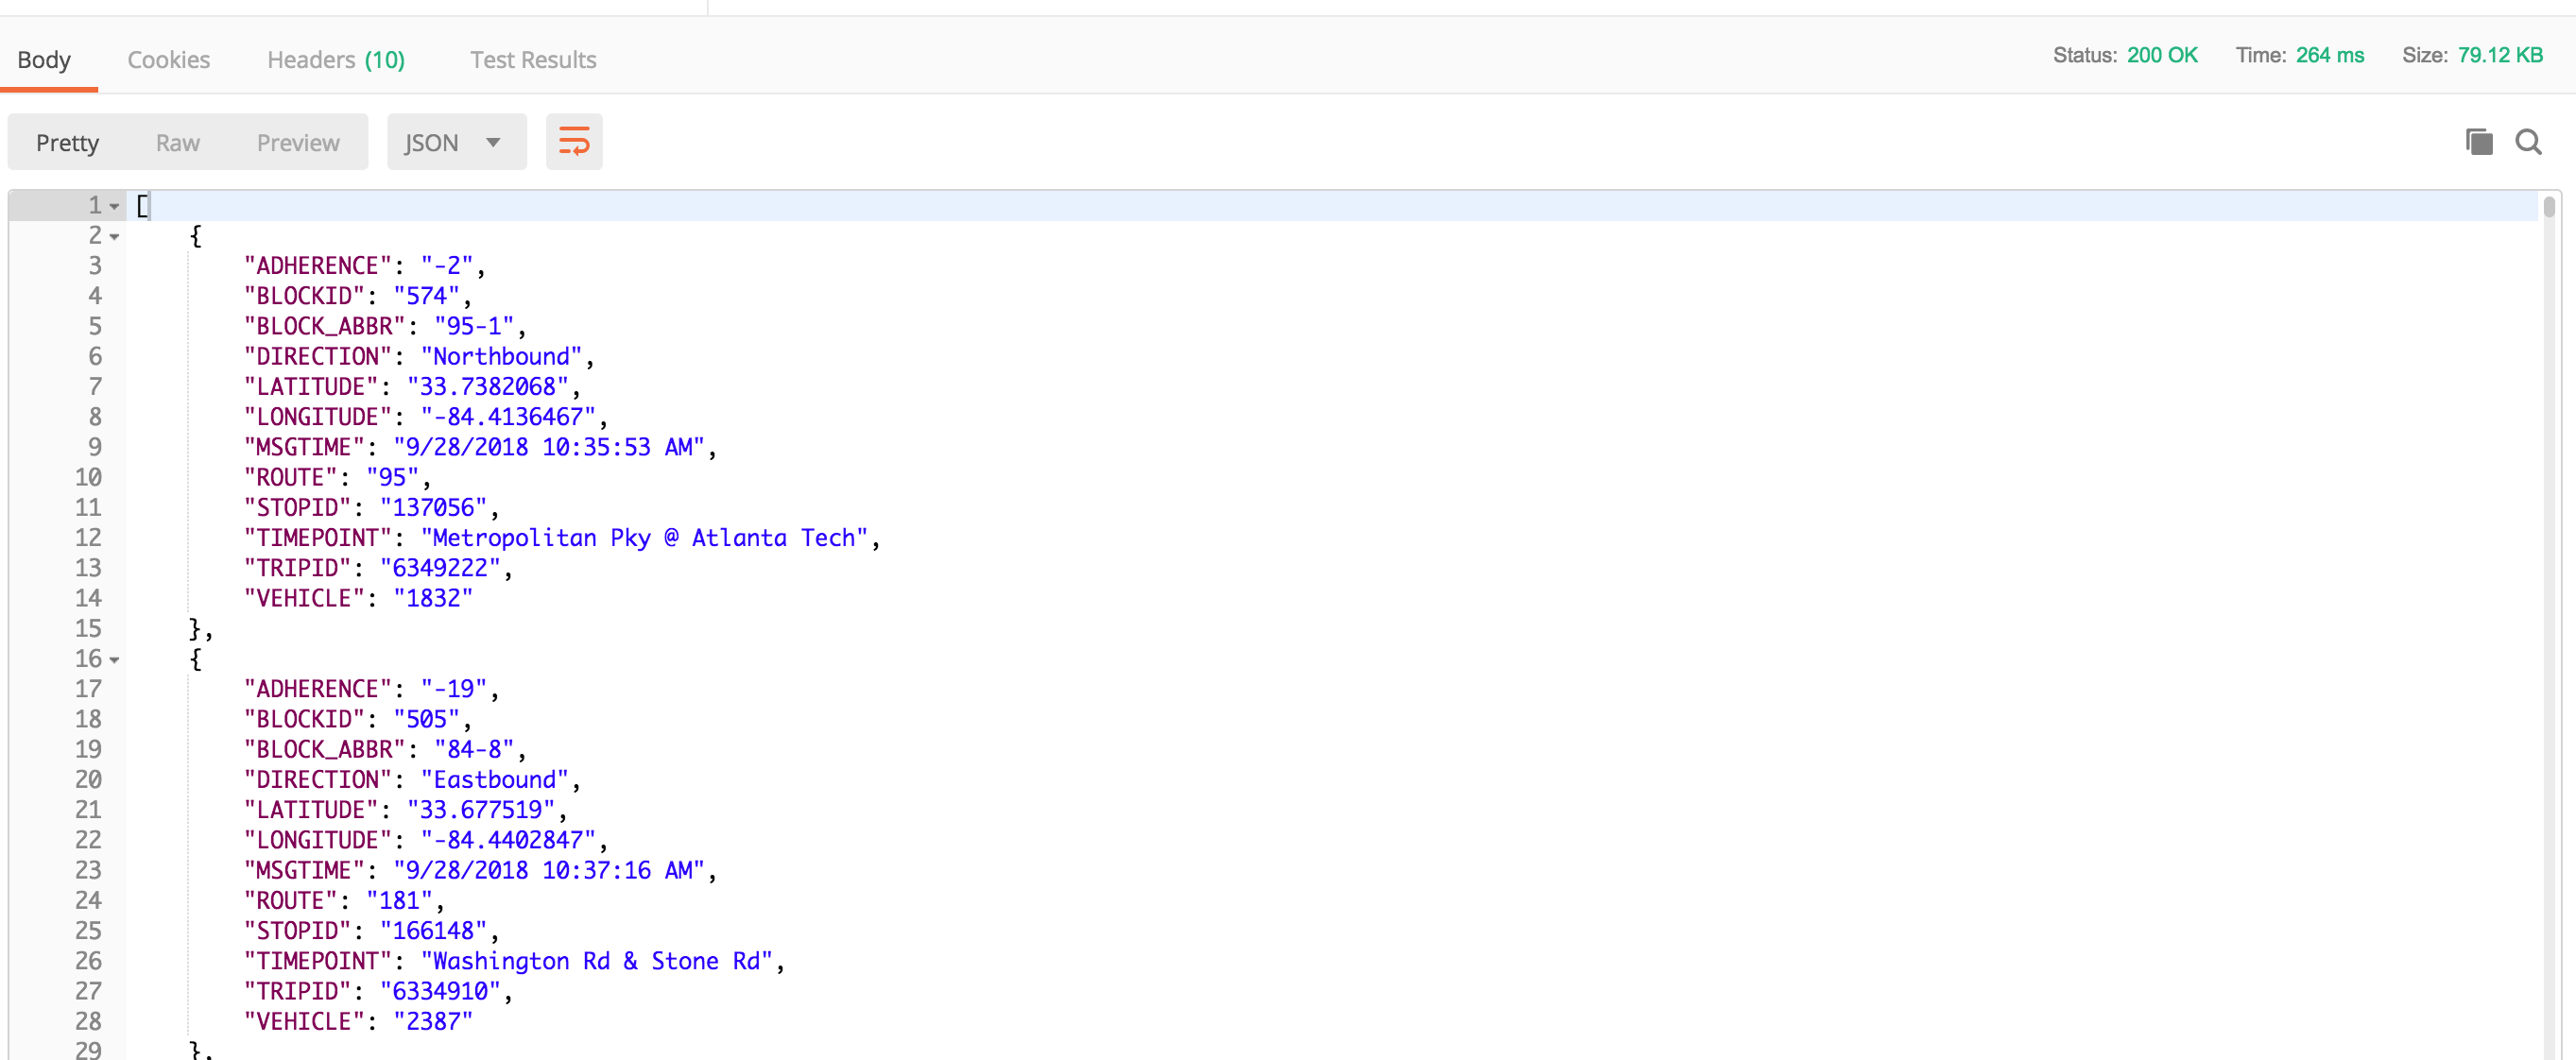 Body Cookies Headers (10) Test Results Status: 200 OK Time: 264 ms Size: 79.12 KB
Pretty Raw Preview JSON
1 [
2 {
3 "ADHERENCE": "-2",
4 "BLOCKID": "574",
5 "BLOCK_ABBR": "95-1",
6 "DIRECTION": "Northbound",
7 "LATITUDE": "33.7382068",
8 "LONGITUDE": "-84.4136467",
9 "MSGTIME": "9/28/2018 10:35:53 AM",
10 "ROUTE": "95",
11 "STOPID": "137056",
12 "TIMEPOINT": "Metropolitan Pky @ Atlanta Tech",
13 "TRIPID": "6349222",
14 "VEHICLE": "1832"
15 },
16 {
17 "ADHERENCE": "-19",
18 "BLOCKID": "505",
19 "BLOCK_ABBR": "84-8",
20 "DIRECTION": "Eastbound",
21 "LATITUDE": "33.677519",
22 "LONGITUDE": "-84.4402847",
23 "MSGTIME": "9/28/2018 10:37:16 AM",
24 "ROUTE": "181",
25 "STOPID": "166148",
26 "TIMEPOINT": "Washington Rd & Stone Rd",
27 "TRIPID": "6334910",
28 "VEHICLE": "2387"
29 },